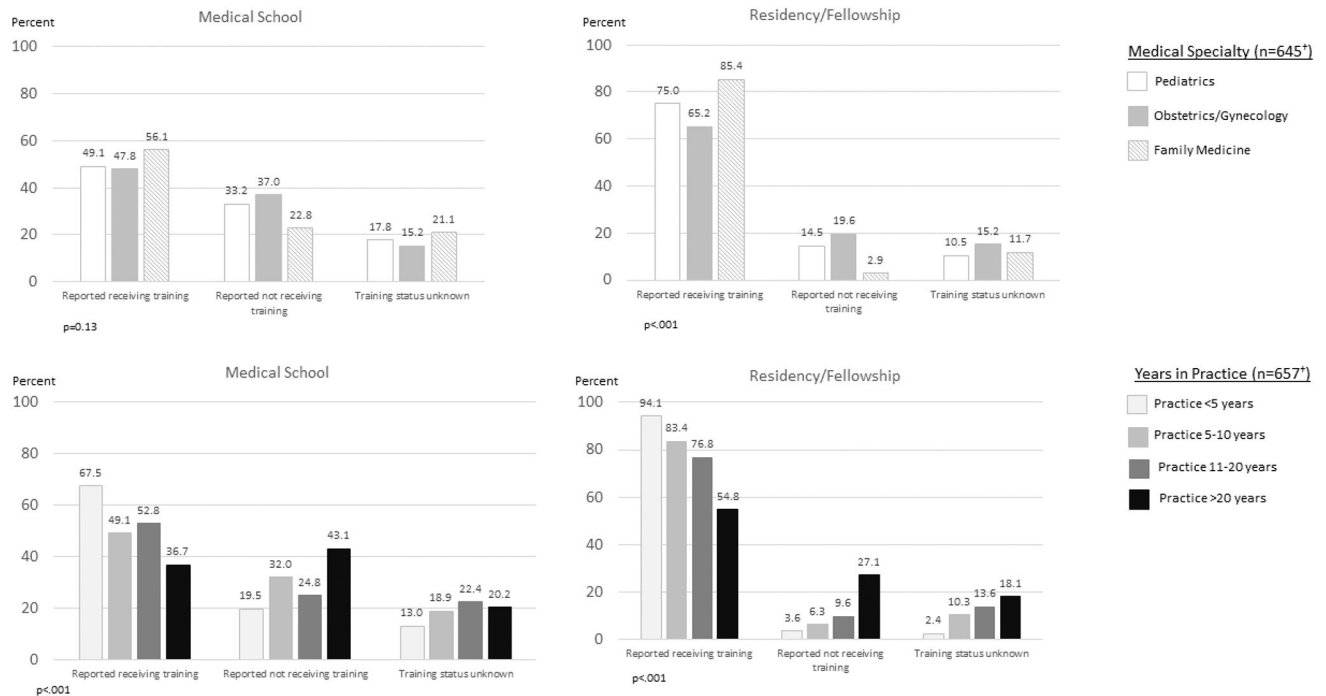 Medical School
Percent
100
80
60
40
20
0
49.1
47.8
56.1
33.2
37.0
22.8
17.8
15.2
21.1
Reported receiving training
Reported not receiving
training
Training status unknown
p=0.13
Residency/Fellowship
Percent
100
80
60
40
20
0
75.0
65.2
85.4
14.5
19.6
2.9
10.5
15.2
11.7
Reported receiving training
Reported not receiving
training
Training status unknown
p<.001
Medical Specialty (n=645†)
Pediatrics
Obstetrics/Gynecology
Family Medicine
Medical School
Percent
100
80
60
40
20
0
67.5
49.1
52.8
36.7
19.5
32.0
24.8
43.1
13.0
18.9
22.4
20.2
Reported receiving training
Reported not receiving training
Training status unknown
p<.001
Residency/Fellowship
Percent
100
80
60
40
20
0
94.1
83.4
76.8
54.8
3.6
6.3
9.6
27.1
2.4
10.3
13.6
18.1
Reported receiving training
Reported not receiving
training
Training status unknown
p<.001
Years in Practice (n=657†)
Practice <5 years
Practice 5-10 years
Practice 11-20 years
Practice >20 years